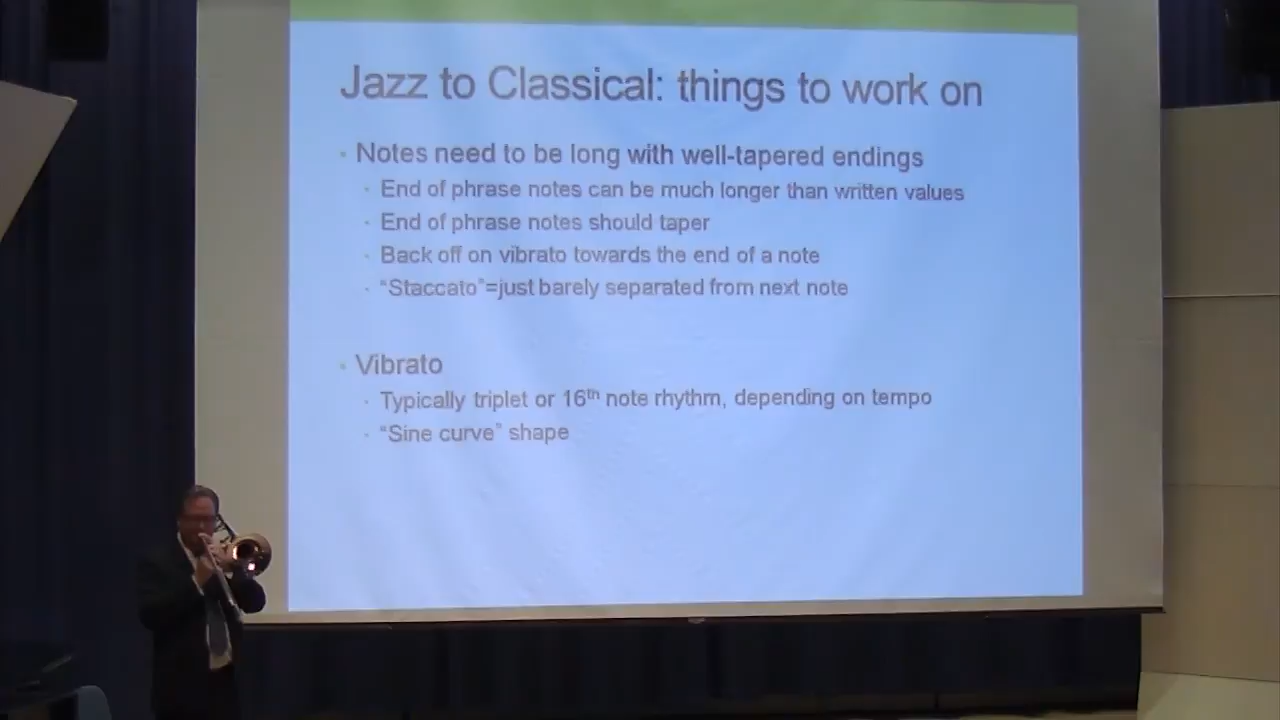 Jazz to Classical: things to work on
Notes need to be long with well-tapered endings
End of phrase notes can be much longer than written values
End of phrase notes should taper
Back off on vibrato towards the end of a note
"Staccato"=just barely separated from next note
Vibrato
Typically triplet or 16th note rhythm, depending on tempo
"Sine curve" shape